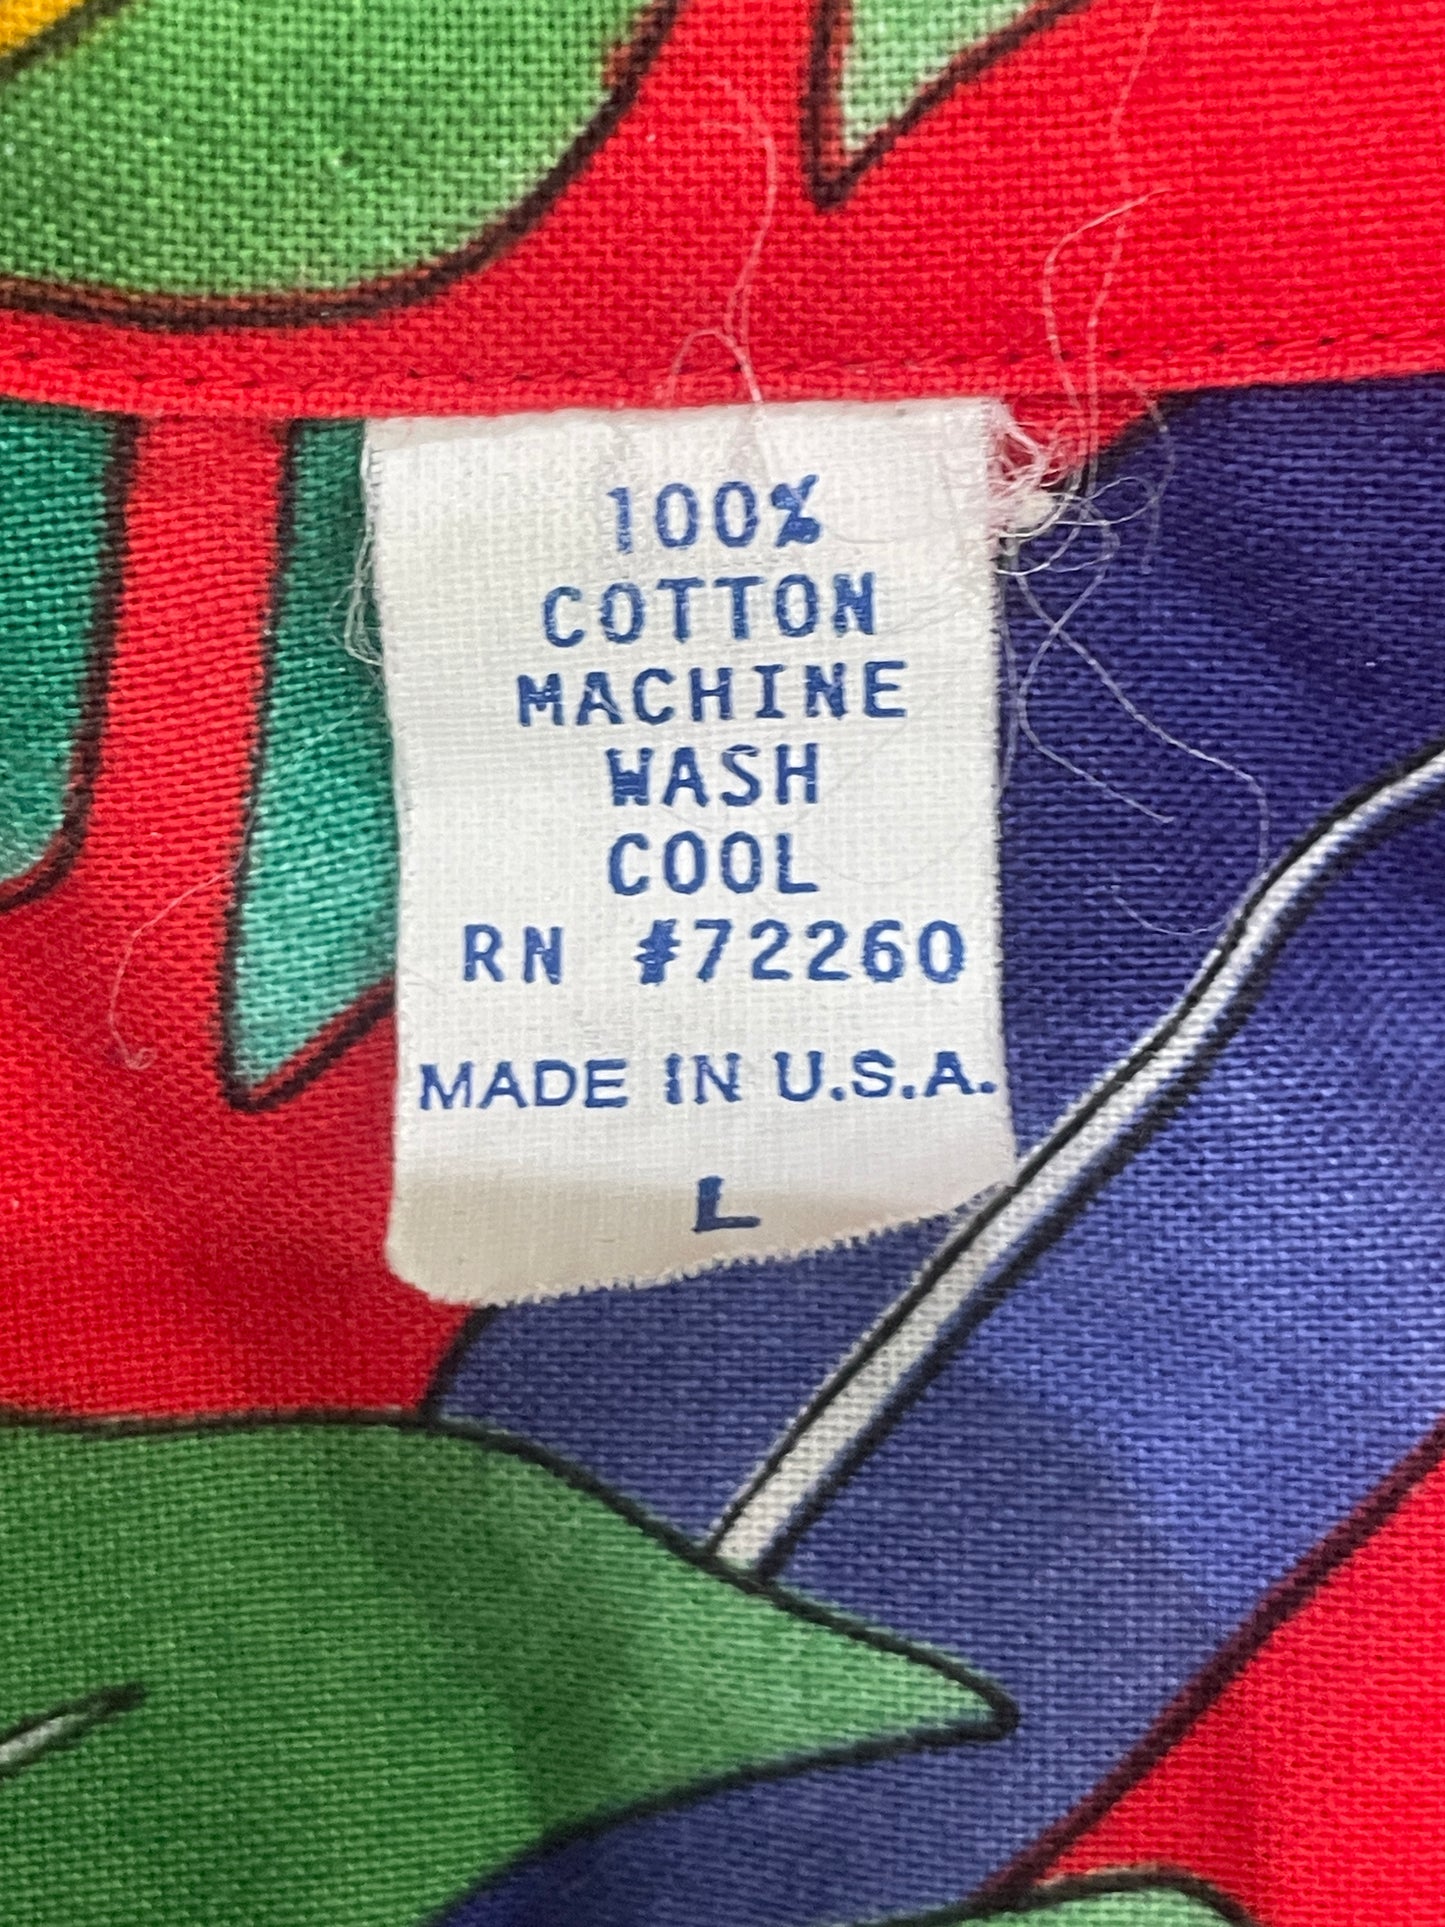 100%
COTTON
MACHINE
WASH
COOL
RN #72260
MADE IN U.S.A.
L